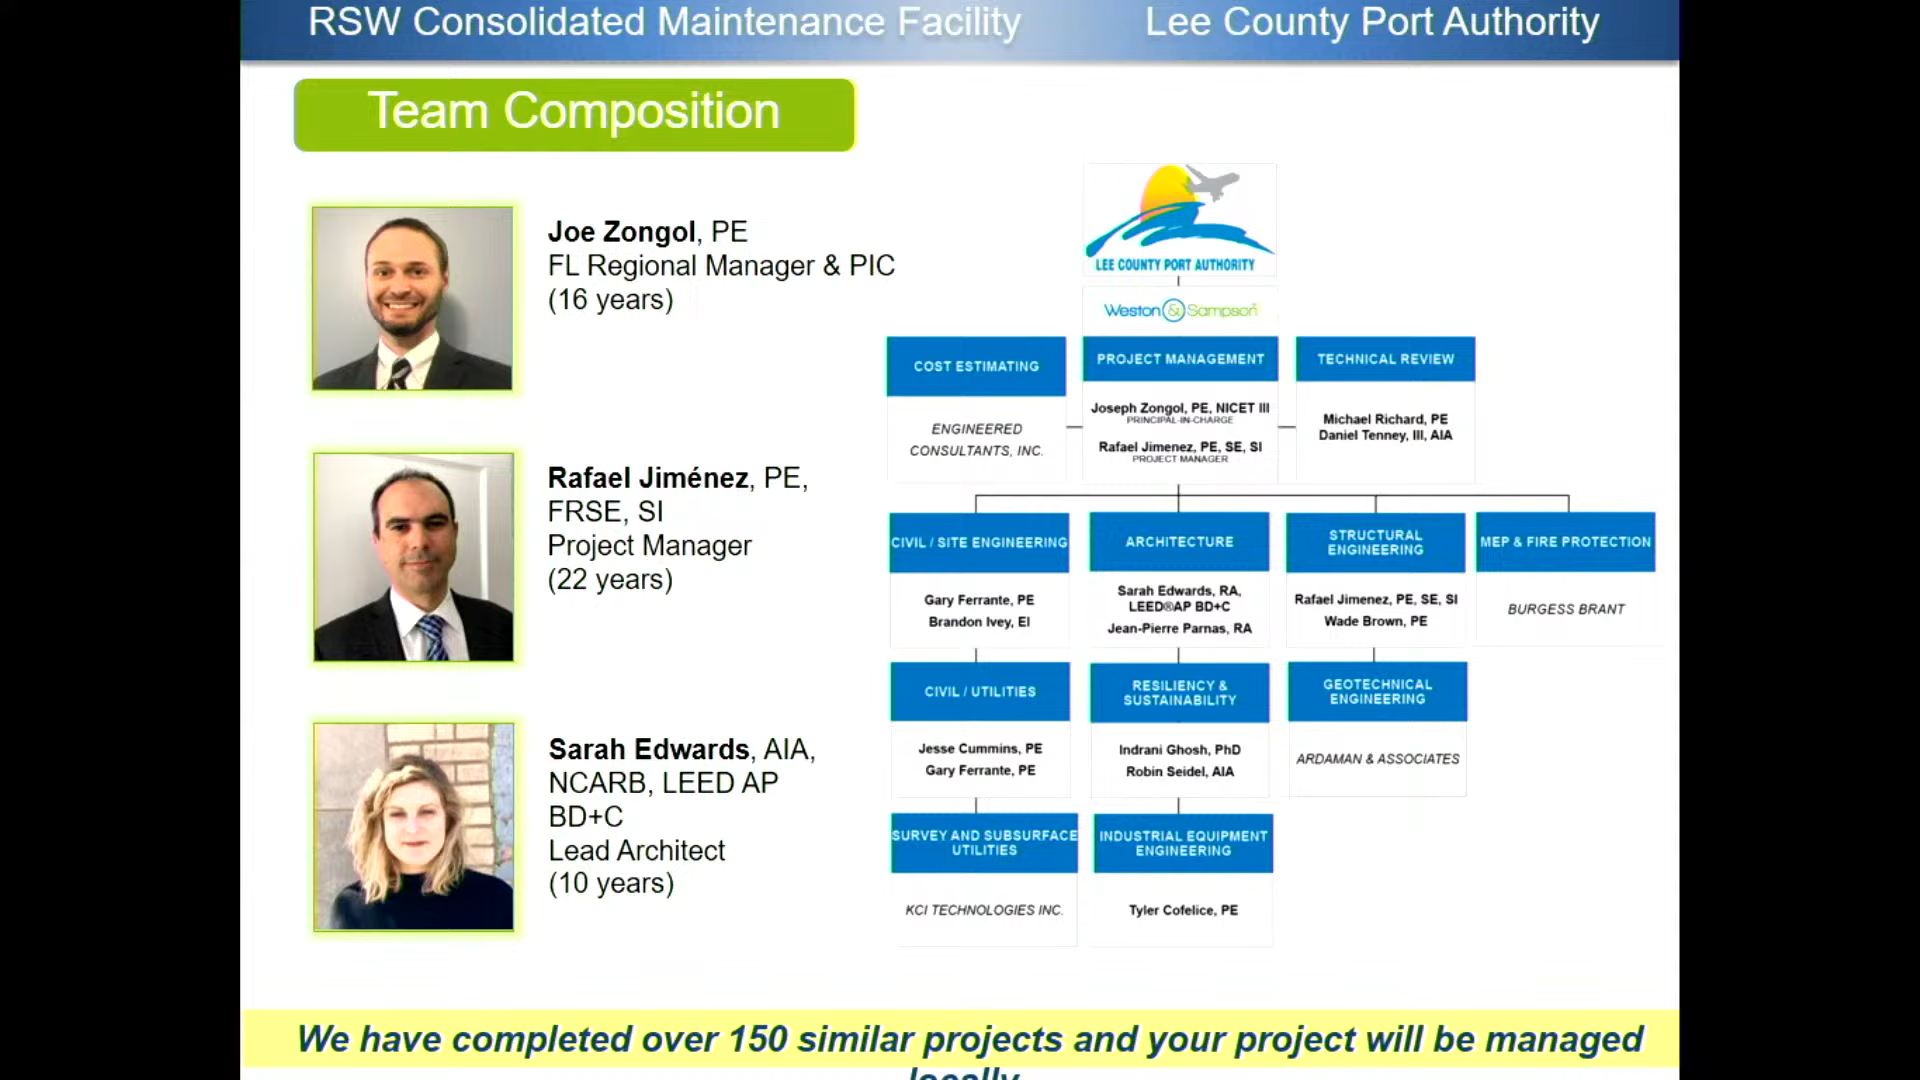 RSW Consolidated Maintenance Facility
Lee County Port Authority
Team Composition
Joe Zongol, PE
FL Regional Manager & PIC
(16 years)
Rafael Jiménez, PE,
FRSE, SI
Project Manager
(22 years)
Sarah Edwards, AIA,
NCARB, LEED AP
BD+C
Lead Architect
(10 years)
LEE COUNTY PORT AUTHORITY
Weston & Sampson
COST ESTIMATING
ENGINEERED
CONSULTANTS, INC.
PROJECT MANAGEMENT
Joseph Zongol, PE, NICET III
PRINCIPAL-IN-CHARGE
Rafael Jimenez, PE, SE, SI
PROJECT MANAGER
TECHNICAL REVIEW
Michael Richard, PE
Daniel Tenney, III, AIA
CIVIL / SITE ENGINEERING
Gary Ferrante, PE
Brandon Ivey, EI
ARCHITECTURE
Sarah Edwards, RA,
LEED®AP BD+C
Jean-Pierre Parnas, RA
STRUCTURAL
ENGINEERING
Rafael Jimenez, PE, SE, SI
Wade Brown, PE
MEP & FIRE PROTECTION
BURGESS BRANT
CIVIL / UTILITIES
Jesse Cummins, PE
Gary Ferrante, PE
RESILIENCY &
SUSTAINABILITY
Indrani Ghosh, PhD
Robin Seidel, AIA
GEOTECHNICAL
ENGINEERING
ARDAMAN & ASSOCIATES
SURVEY AND SUBSURFACE
UTILITIES
KCI TECHNOLOGIES INC.
INDUSTRIAL EQUIPMENT
ENGINEERING
Tyler Cofelice, PE
We have completed over 150 similar projects and your project will be managed
locally